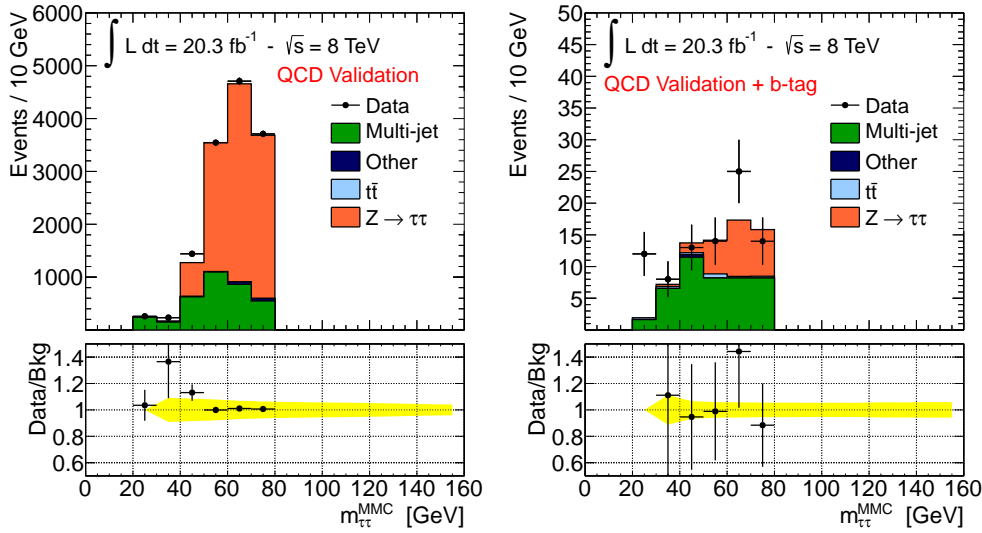 ∫ L dt = 20.3 fb⁻¹ - √s = 8 TeV
QCD Validation
Data
Multi-jet
Other
tt̄
Z → ττ
Events / 10 GeV
6000
5000
4000
3000
2000
1000
Data/Bkg
1.4
1.2
1
0.8
0.6
0 20 40 60 80 100 120 140 160
m_ττ^MMC [GeV]
∫ L dt = 20.3 fb⁻¹ - √s = 8 TeV
QCD Validation + b-tag
Data
Multi-jet
Other
tt̄
Z → ττ
Events / 10 GeV
50
45
40
35
30
25
20
15
10
5
Data/Bkg
1.4
1.2
1
0.8
0.6
0 20 40 60 80 100 120 140 160
m_ττ^MMC [GeV]